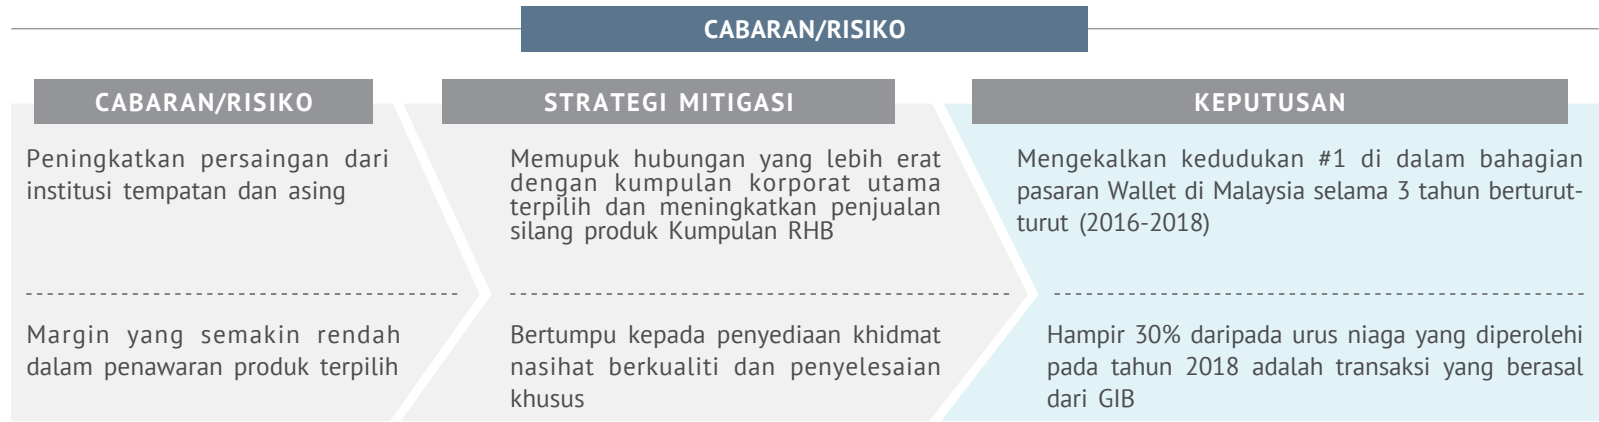 CABARAN/RISIKO
CABARAN/RISIKO
STRATEGI MITIGASI
KEPUTUSAN
Peningkatkan persaingan dari
institusi tempatan dan asing
Memupuk hubungan yang lebih erat
dengan kumpulan korporat utama
terpilih dan meningkatkan penjualan
silang produk Kumpulan RHB
Mengekalkan kedudukan #1 di dalam bahagian
pasaran Wallet di Malaysia selama 3 tahun berturut-
turut (2016-2018)
Margin yang semakin rendah
dalam penawaran produk terpilih
Bertumpu kepada penyediaan khidmat
nasihat berkualiti dan penyelesaian
khusus
Hampir 30% daripada urus niaga yang diperolehi
pada tahun 2018 adalah transaksi yang berasal
dari GIB